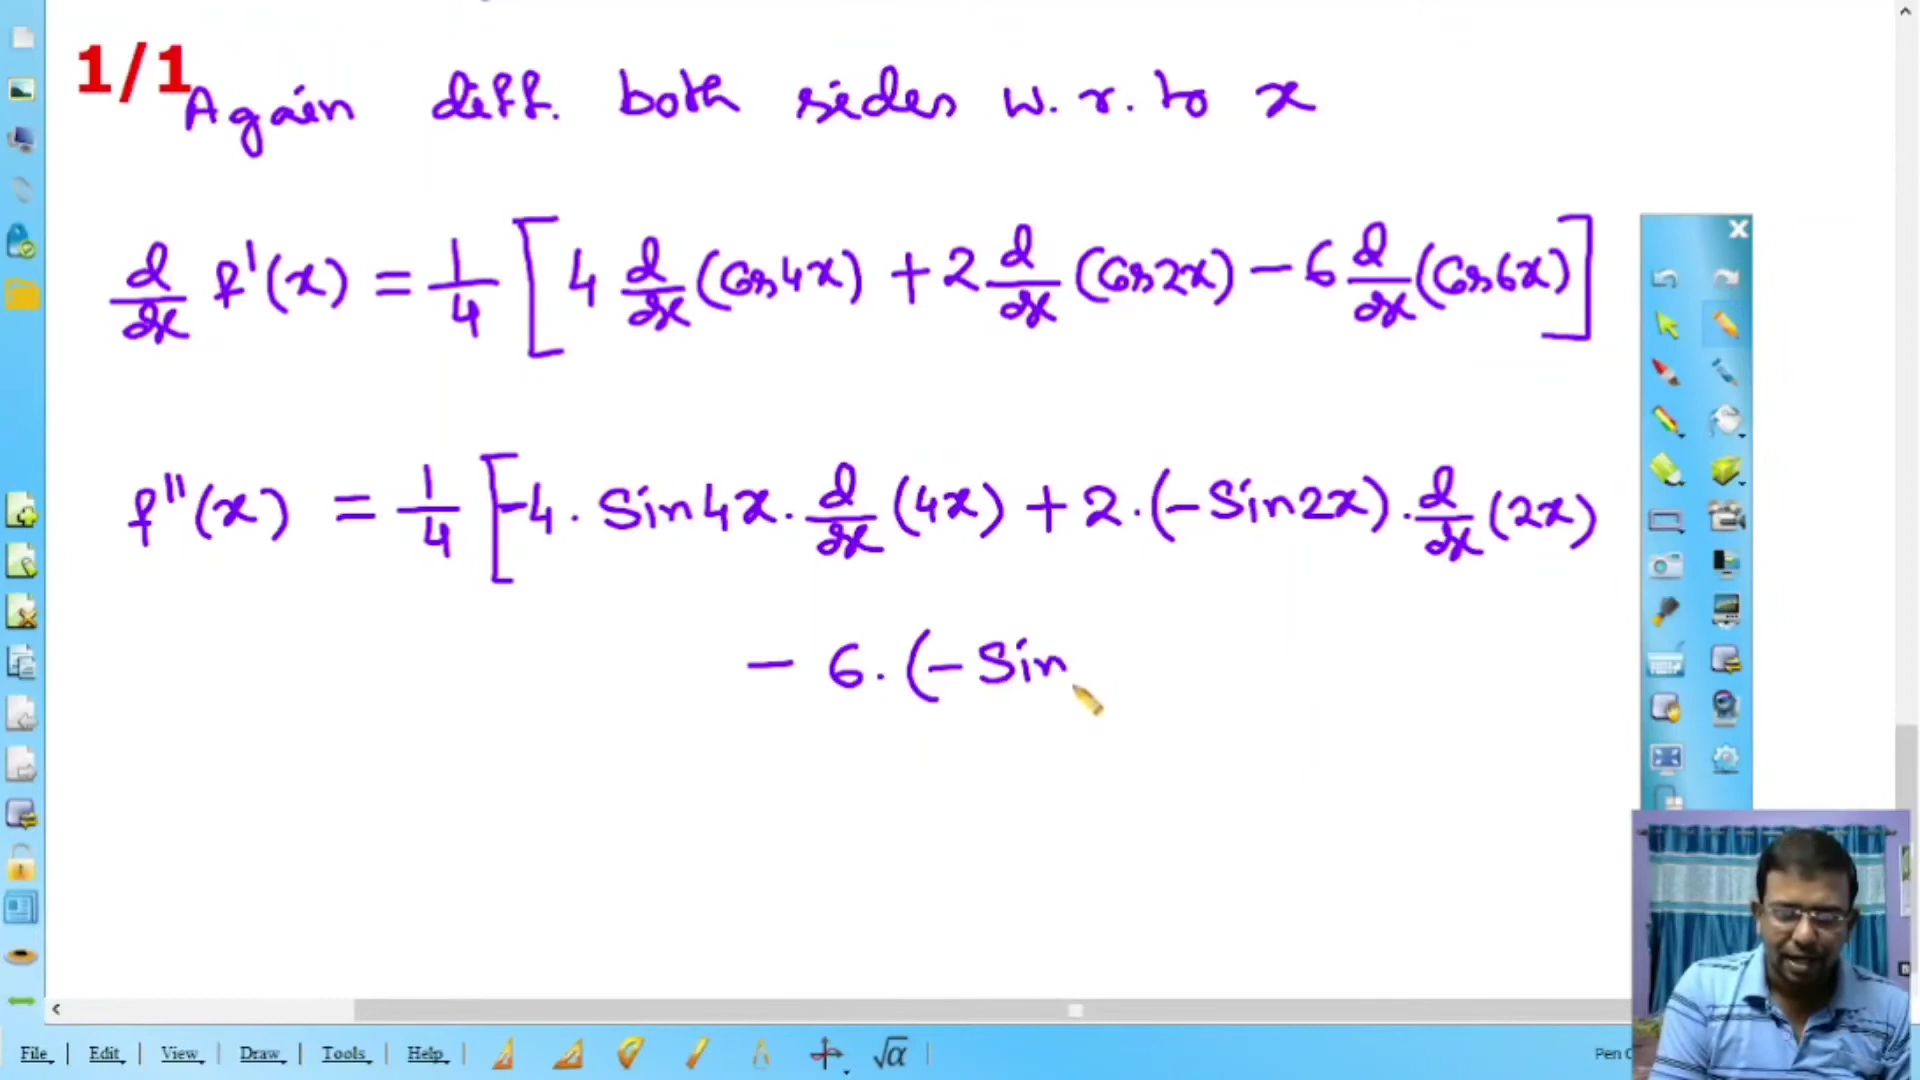 1/1
Again diff. both sides w.r.to x
d/dx f'(x) = 1/4 [ 4 d/dx (Cos4x) + 2 d/dx (Cos2x) - 6 d/dx (Cos6x) ]
f''(x) = 1/4 [ -4 . Sin4x . d/dx (4x) + 2 . (-Sin2x) . d/dx (2x)
- 6 . (-Sin
File Edit View Draw Tools Help √α
Pen